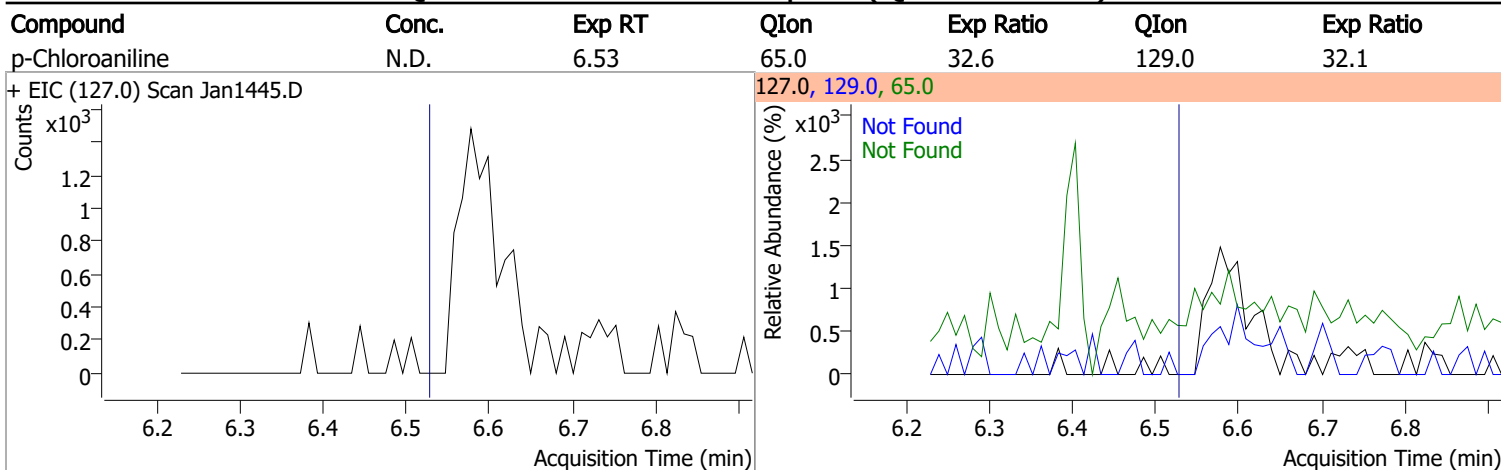 Compound Conc. Exp RT QIon Exp Ratio QIon Exp Ratio
p-Chloroaniline N.D. 6.53 65.0 32.6 129.0 32.1
+ EIC (127.0) Scan Jan1445.D
Counts
x10³
1.2
1
0.8
0.6
0.4
0.2
0
6.2 6.3 6.4 6.5 6.6 6.7 6.8
Acquisition Time (min)
127.0, 129.0, 65.0
Relative Abundance (%)
x10³
Not Found
Not Found
2.5
2
1.5
1
0.5
0
6.2 6.3 6.4 6.5 6.6 6.7 6.8
Acquisition Time (min)